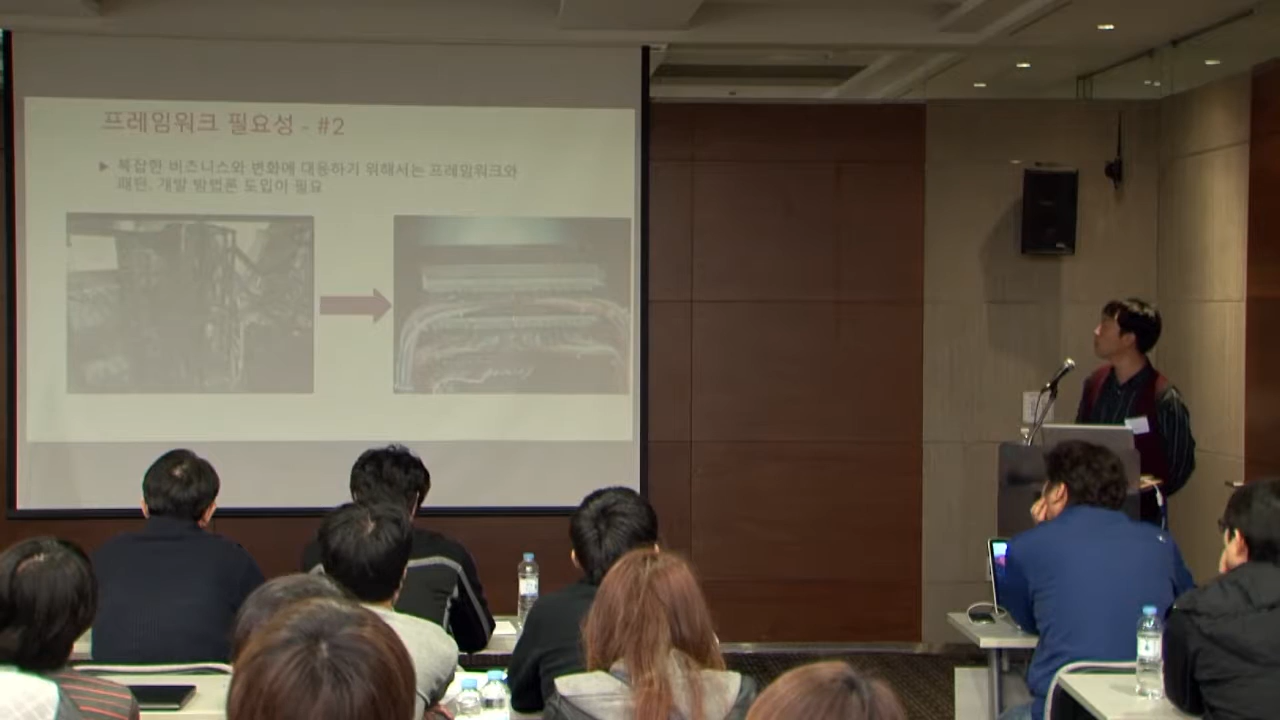 프레임워크 필요성 - #2
▶ 복잡한 비즈니스와 변화에 대응하기 위해서는 프레임워크와
패턴, 개발 방법론 도입이 필요